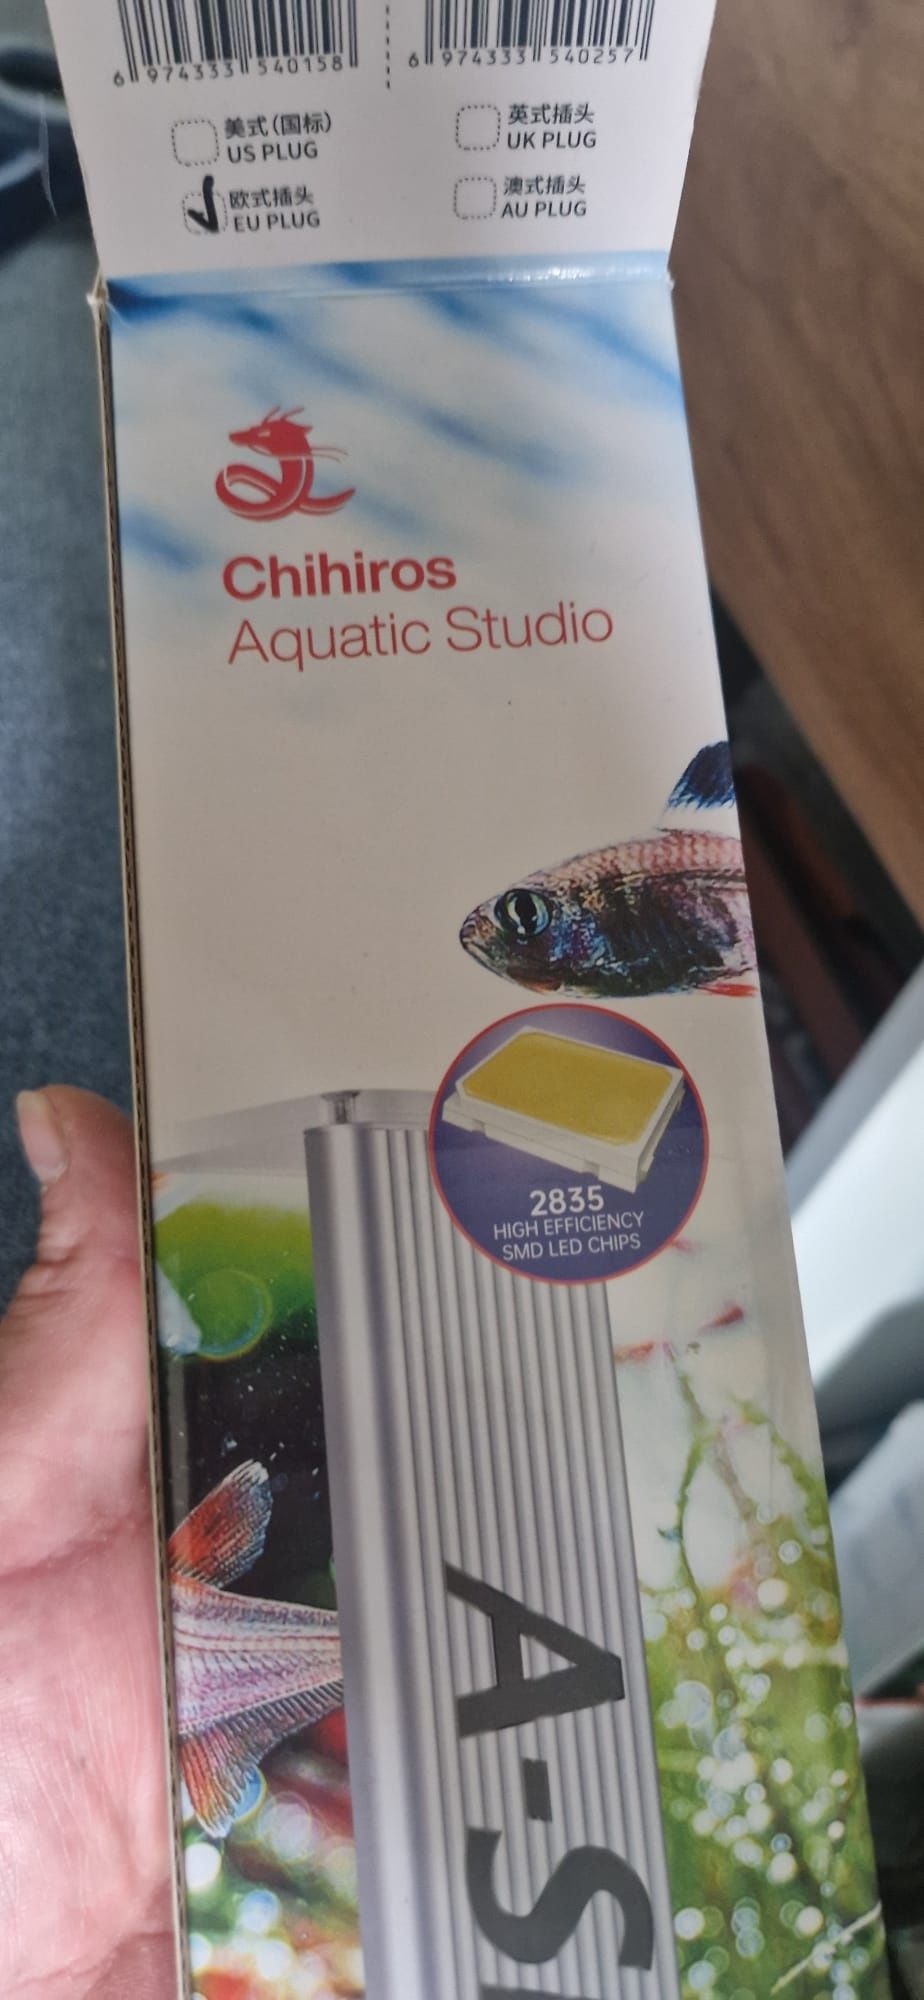 6 974333 540158
6 974333 540257
美式(国标)
US PLUG
英式插头
UK PLUG
欧式插头
EU PLUG
澳式插头
AU PLUG
Chihiros
Aquatic Studio
2835
HIGH EFFICIENCY
SMD LED CHIPS
A-S